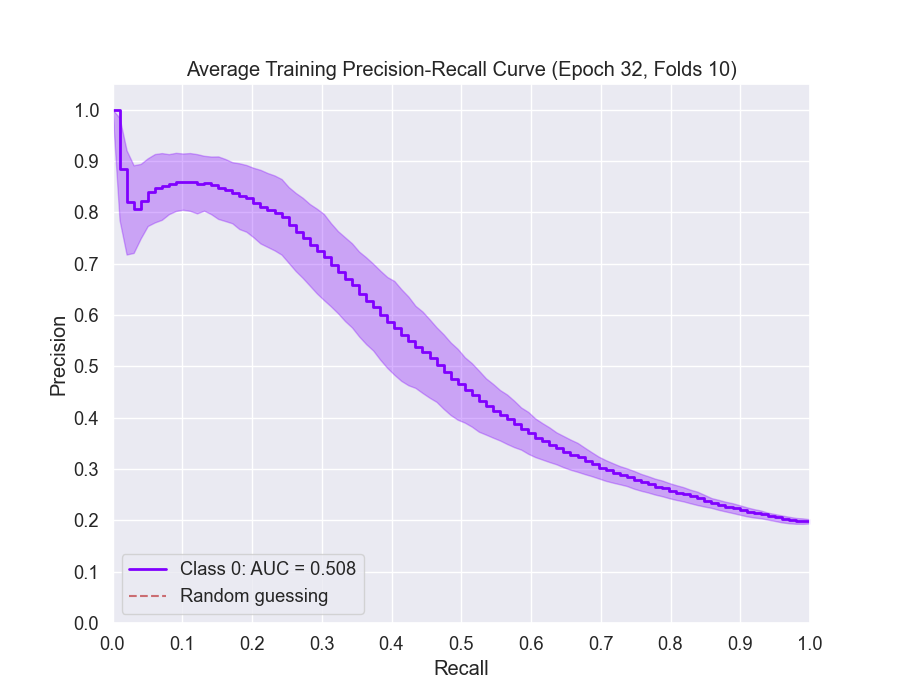 Average Training Precision-Recall Curve (Epoch 32, Folds 10)
1.0
0.9
0.8
0.7
0.6
0.5
0.4
0.3
0.2
0.1
0.0
Precision
Class 0: AUC = 0.508
Random guessing
0.0 0.1 0.2 0.3 0.4 0.5 0.6 0.7 0.8 0.9 1.0
Recall